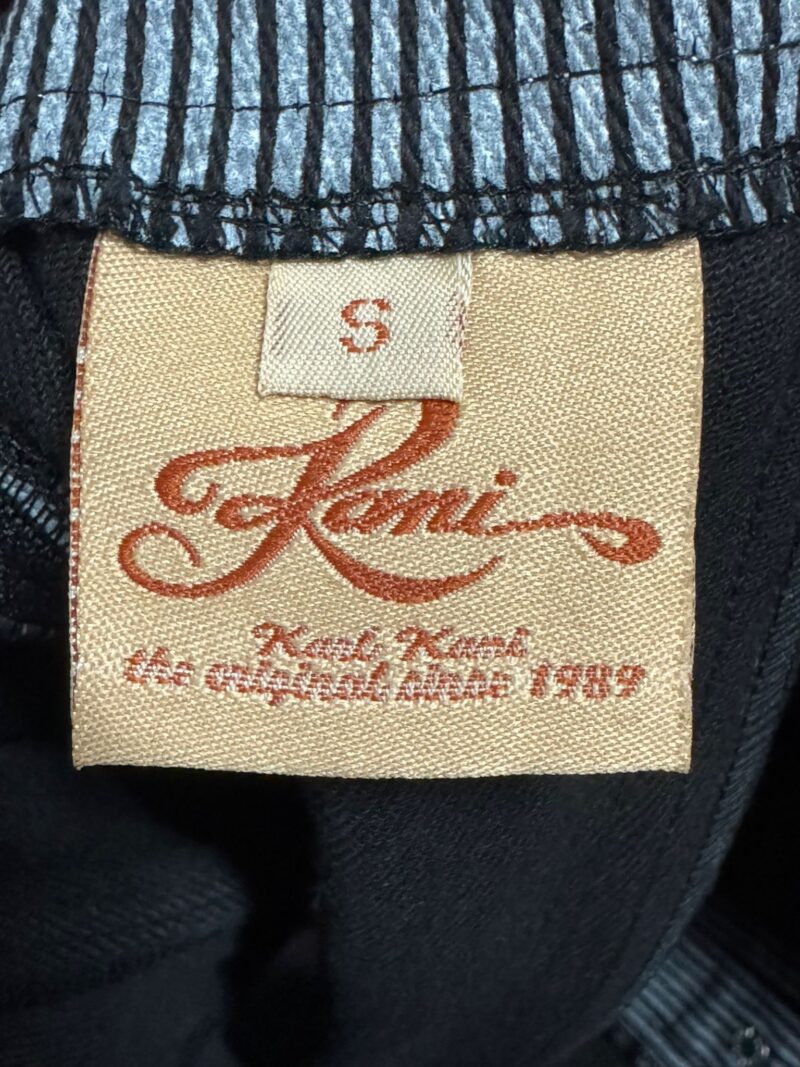 S
Kani
Karl Kani
the original since 1989